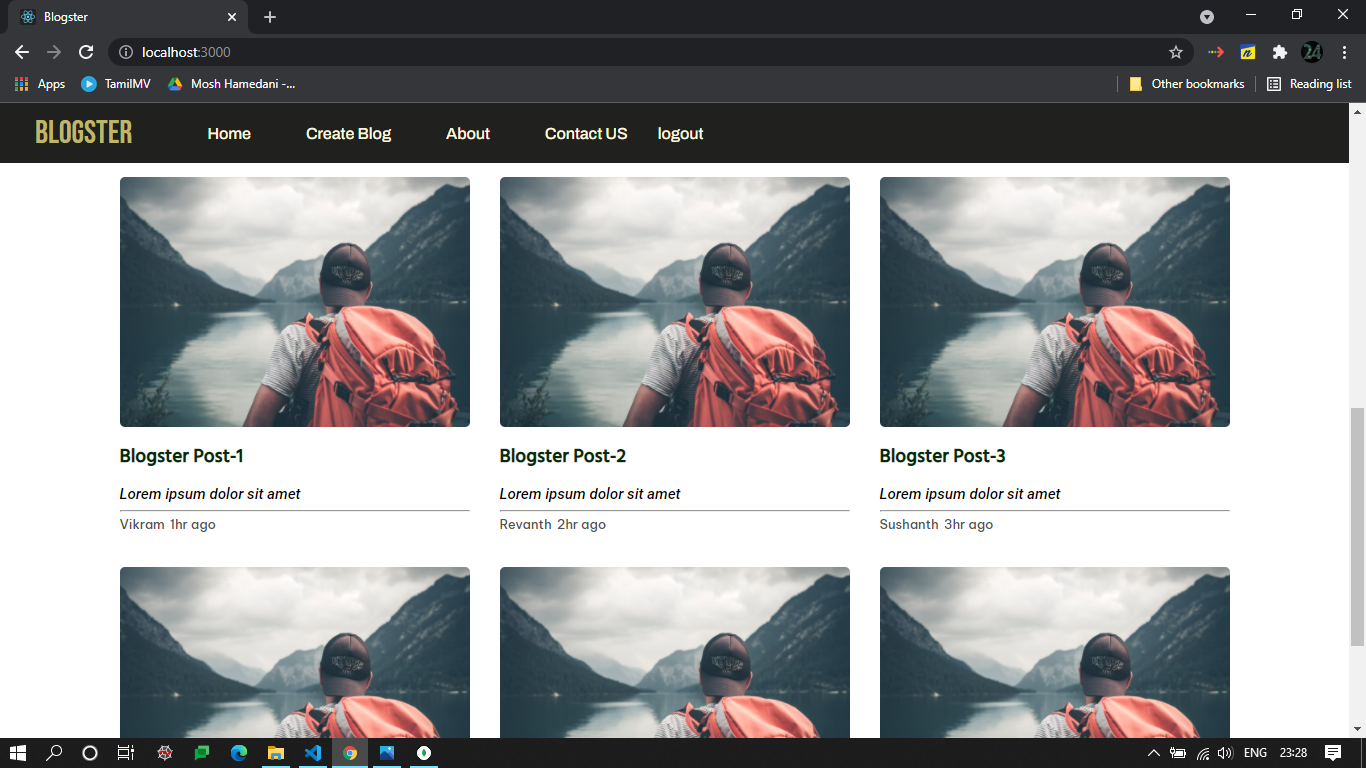 Blogster
localhost:3000
Apps TamilMV Mosh Hamedani -... Other bookmarks Reading list
BLOGSTER Home Create Blog About Contact US logout
Blogster Post-1 Blogster Post-2 Blogster Post-3
Lorem ipsum dolor sit amet Lorem ipsum dolor sit amet Lorem ipsum dolor sit amet
Vikram 1hr ago Revanth 2hr ago Sushanth 3hr ago
ENG 23:28